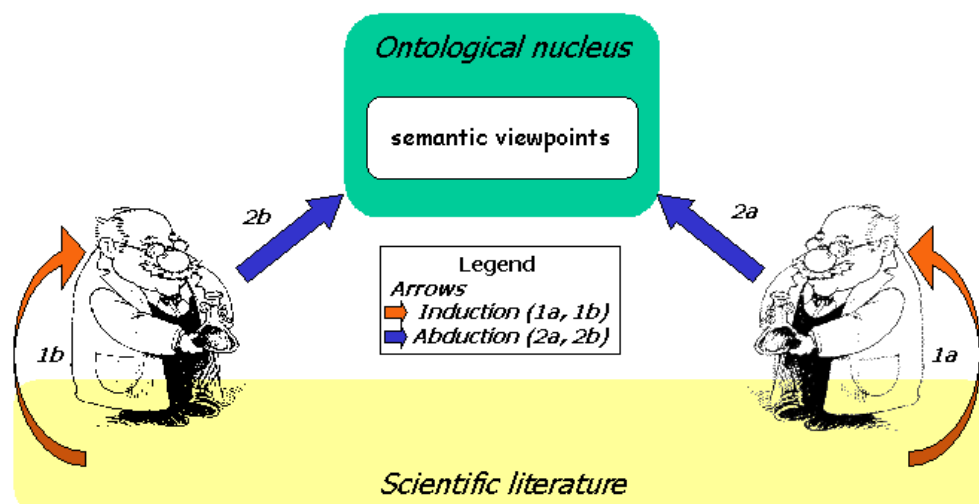 Ontological nucleus
semantic viewpoints
2b
2a
Legend
Arrows
Induction (1a, 1b)
Abduction (2a, 2b)
1b
1a
Scientific literature